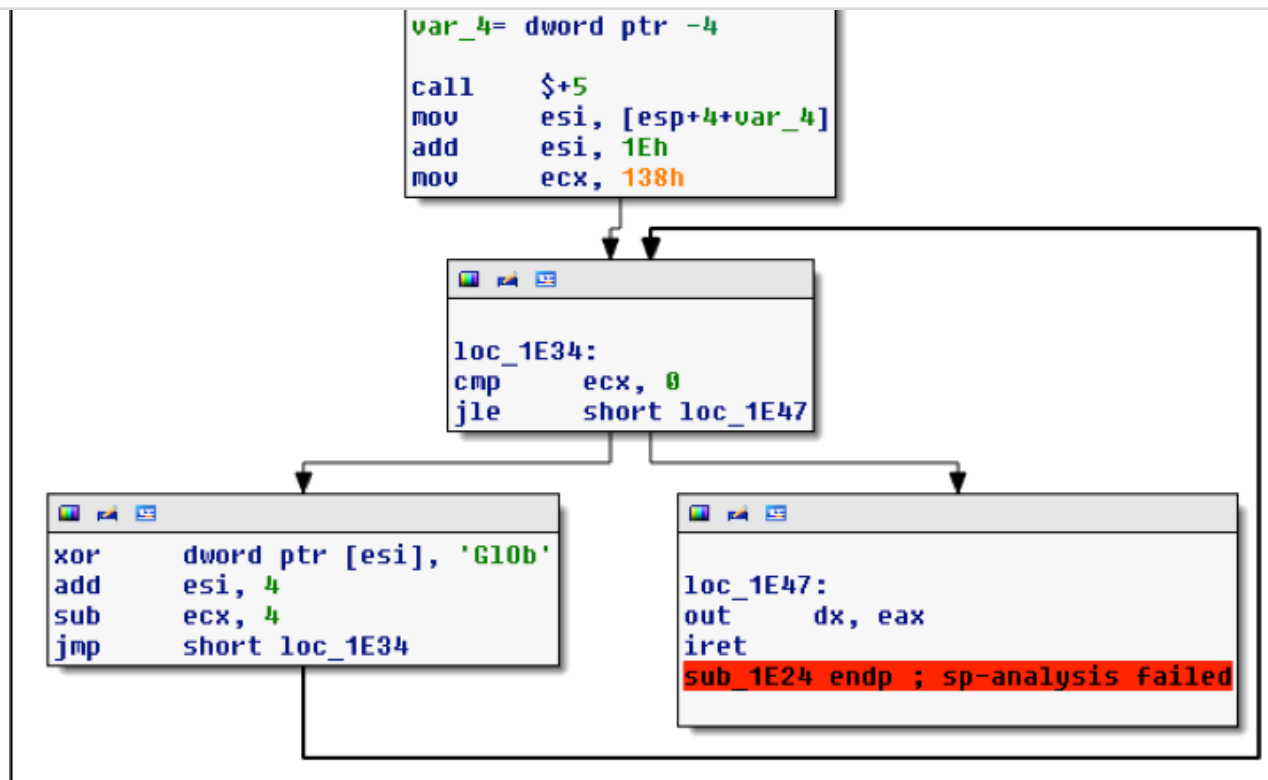 var_4= dword ptr -4
call $+5
mov esi, [esp+4+var_4]
add esi, 1Eh
mov ecx, 138h
loc_1E34:
cmp ecx, 0
jle short loc_1E47
xor dword ptr [esi], 'GlOb'
add esi, 4
sub ecx, 4
jmp short loc_1E34
loc_1E47:
out dx, eax
iret
sub_1E24 endp ; sp-analysis failed